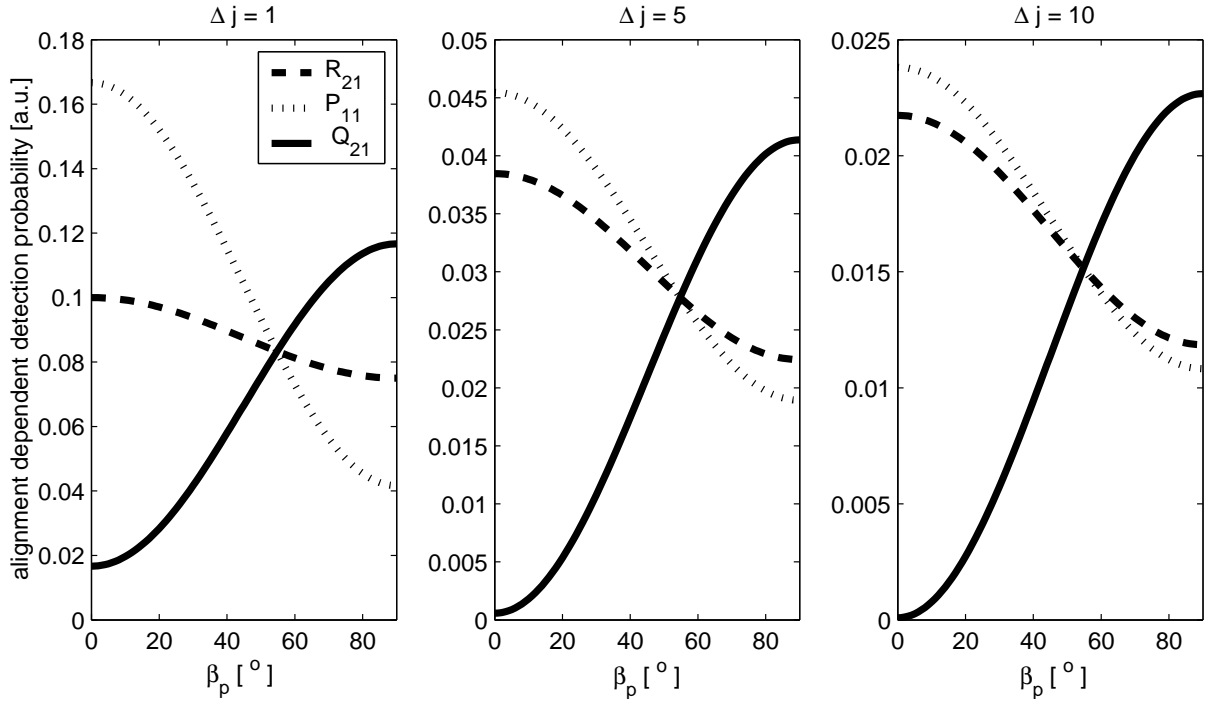 Δ j = 1
alignment dependent detection probability [a.u.]
0.18
0.16
0.14
0.12
0.1
0.08
0.06
0.04
0.02
0
R21
P11
Q21
0 20 40 60 80
βp [ o ]
Δ j = 5
0.05
0.045
0.04
0.035
0.03
0.025
0.02
0.015
0.01
0.005
0
0 20 40 60 80
βp [ o ]
Δ j = 10
0.025
0.02
0.015
0.01
0.005
0
0 20 40 60 80
βp [ o ]